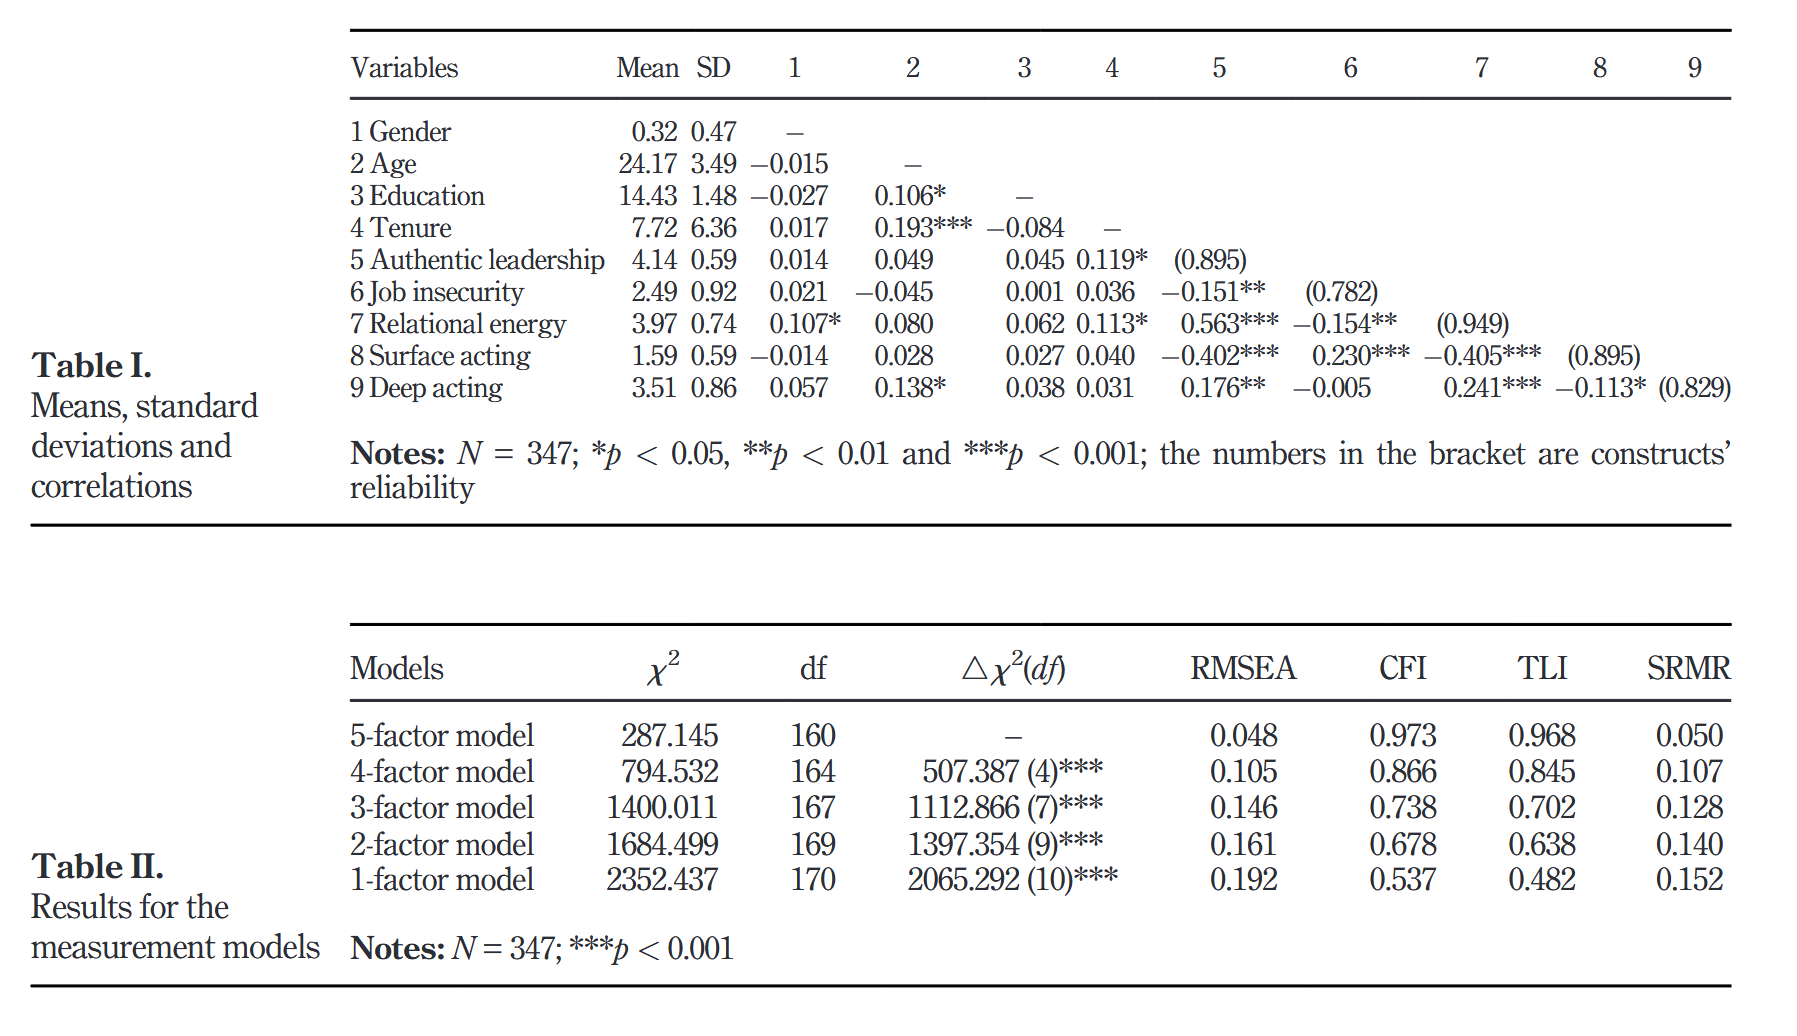 Variables Mean SD 1 2 3 4 5 6 7 8 9
1 Gender 0.32 0.47 –
2 Age 24.17 3.49 −0.015 –
3 Education 14.43 1.48 −0.027 0.106* –
4 Tenure 7.72 6.36 0.017 0.193*** −0.084 –
5 Authentic leadership 4.14 0.59 0.014 0.049 0.045 0.119* (0.895)
6 Job insecurity 2.49 0.92 0.021 −0.045 0.001 0.036 −0.151** (0.782)
7 Relational energy 3.97 0.74 0.107* 0.080 0.062 0.113* 0.563*** −0.154** (0.949)
8 Surface acting 1.59 0.59 −0.014 0.028 0.027 0.040 −0.402*** 0.230*** −0.405*** (0.895)
9 Deep acting 3.51 0.86 0.057 0.138* 0.038 0.031 0.176** −0.005 0.241*** −0.113* (0.829)
Notes: N = 347; *p < 0.05, **p < 0.01 and ***p < 0.001; the numbers in the bracket are constructs’
reliability
Table I.
Means, standard
deviations and
correlations
Models χ² df △χ²(df) RMSEA CFI TLI SRMR
5-factor model 287.145 160 – 0.048 0.973 0.968 0.050
4-factor model 794.532 164 507.387 (4)*** 0.105 0.866 0.845 0.107
3-factor model 1400.011 167 1112.866 (7)*** 0.146 0.738 0.702 0.128
2-factor model 1684.499 169 1397.354 (9)*** 0.161 0.678 0.638 0.140
1-factor model 2352.437 170 2065.292 (10)*** 0.192 0.537 0.482 0.152
Notes: N = 347; ***p < 0.001
Table II.
Results for the
measurement models